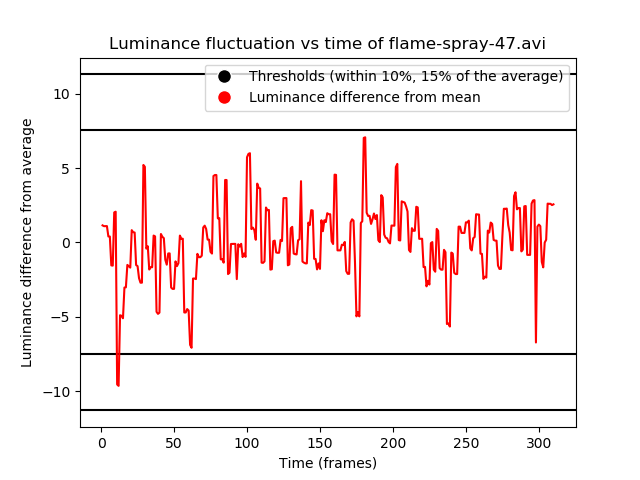 Luminance fluctuation vs time of flame-spray-47.avi
Thresholds (within 10%, 15% of the average)
Luminance difference from mean
Luminance difference from average
10
5
0
−5
−10
0 50 100 150 200 250 300
Time (frames)